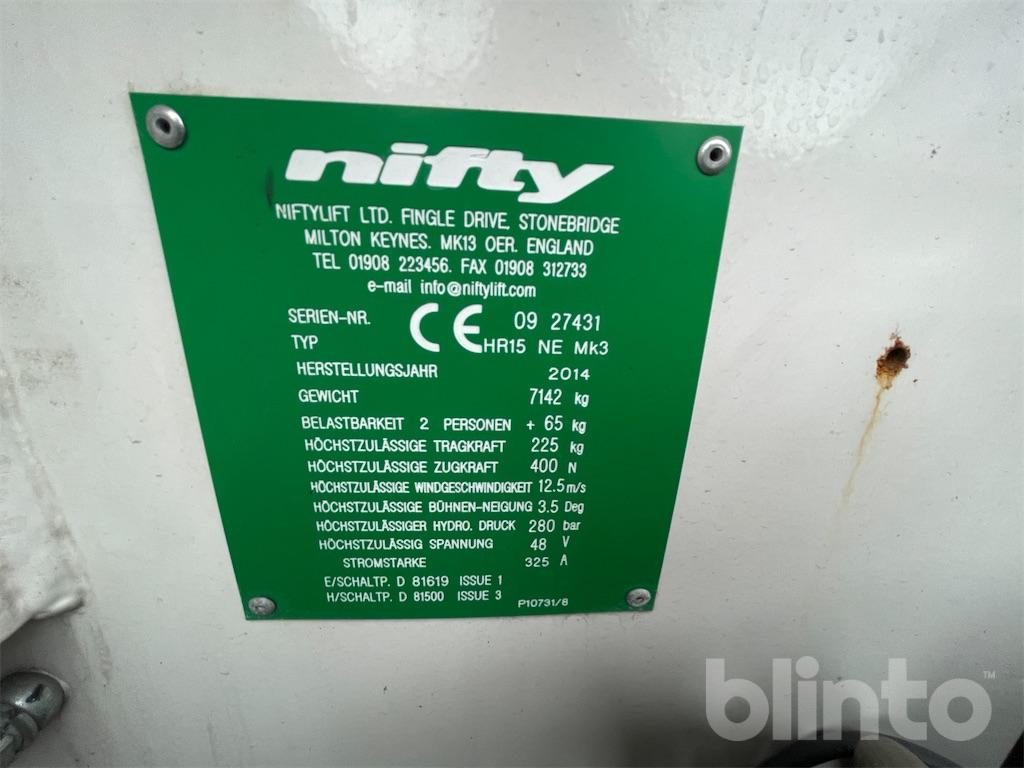 nifty
NIFTYLIFT LTD. FINGLE DRIVE, STONEBRIDGE
MILTON KEYNES. MK13 OER. ENGLAND
TEL 01908 223456. FAX 01908 312733
e-mail info@niftylift.com
SERIEN-NR. CE 09 27431
TYP HR15 NE MK3
HERSTELLUNGSJAHR 2014
GEWICHT 7142 kg
BELASTBARKEIT 2 PERSONEN + 65 kg
HÖCHSTZULÄSSIGE TRAGKRAFT 225 kg
HÖCHSTZULÄSSIGE ZUGKRAFT 400 N
HÖCHSTZULÄSSIGE WINDGESCHWINDIGKEIT 12.5 m/s
HÖCHSTZULÄSSIGE BÜHNEN-NEIGUNG 3.5 Deg
HÖCHSTZULÄSSIGER HYDRO. DRUCK 280 bar
HÖCHSTZULÄSSIG SPANNUNG 48 V
STROMSTARKE 325 A
E/SCHALTP. D 81619 ISSUE 1
H/SCHALTP. D 81500 ISSUE 3 P10731/8
blinto™